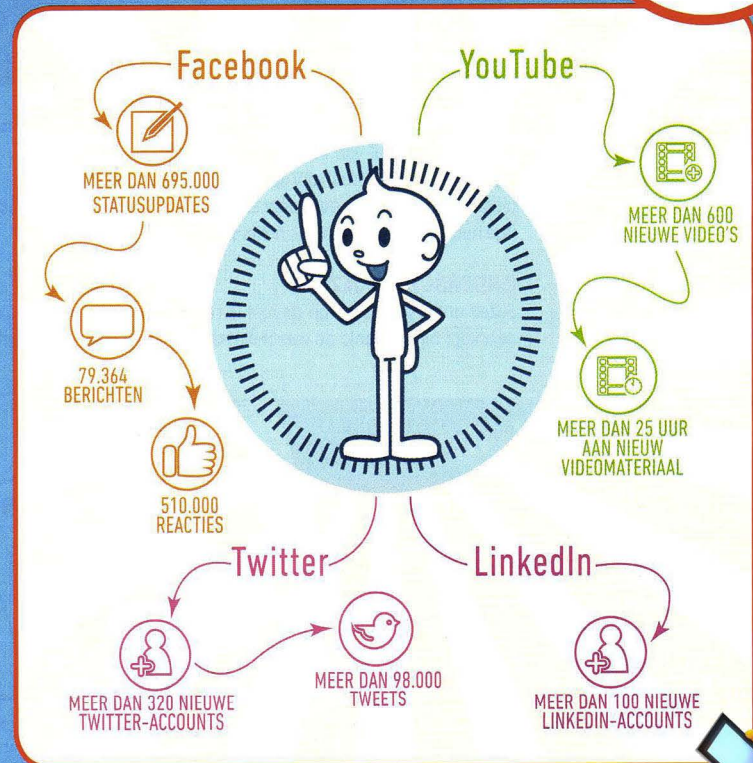 Facebook
MEER DAN 695.000
STATUSUPDATES
79.364
BERICHTEN
510.000
REACTIES
YouTube
MEER DAN 600
NIEUWE VIDEO'S
MEER DAN 25 UUR
AAN NIEUW
VIDEOMATERIAAL
Twitter
MEER DAN 320 NIEUWE
TWITTER-ACCOUNTS
MEER DAN 98.000
TWEETS
LinkedIn
MEER DAN 100 NIEUWE
LINKEDIN-ACCOUNTS